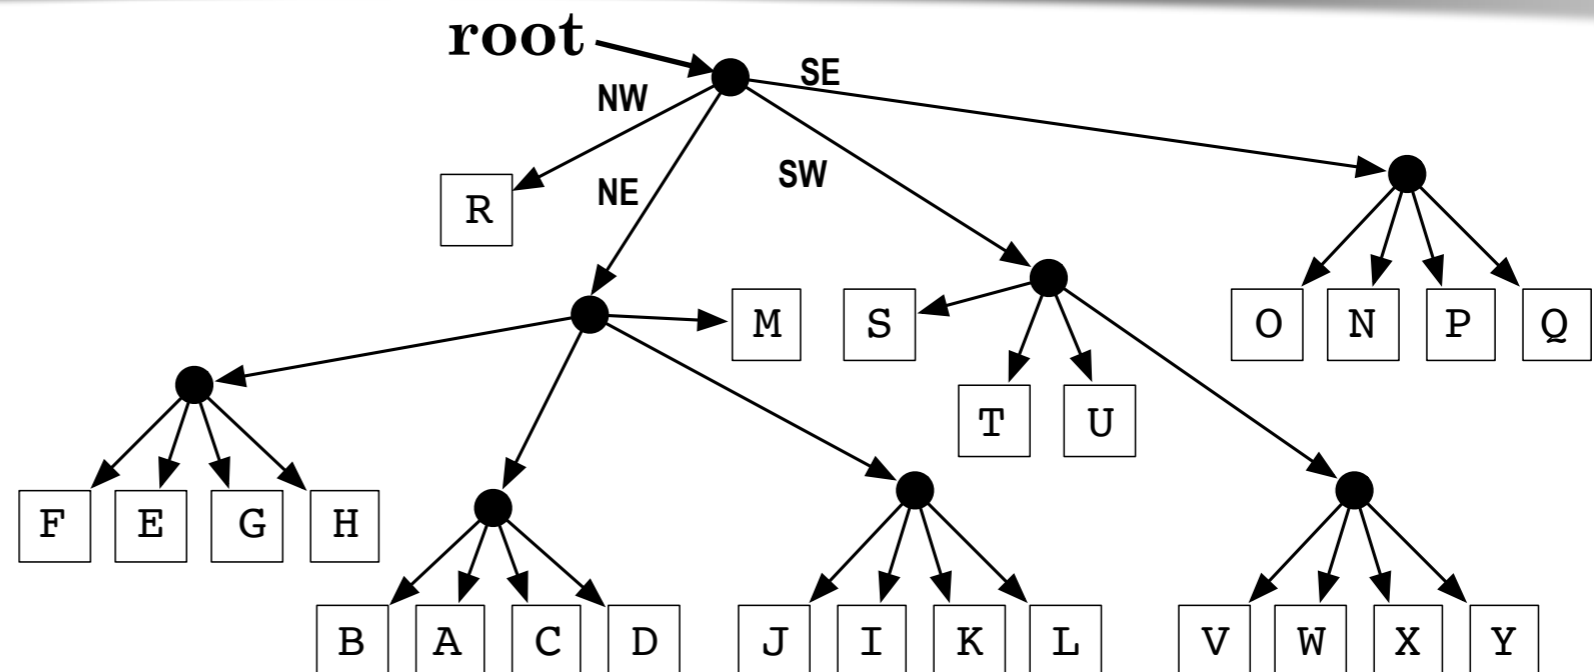 root
SE
NW
SW
NE
R
M
S
O N P Q
T U
F E G H
B A C D J I K L V W X Y